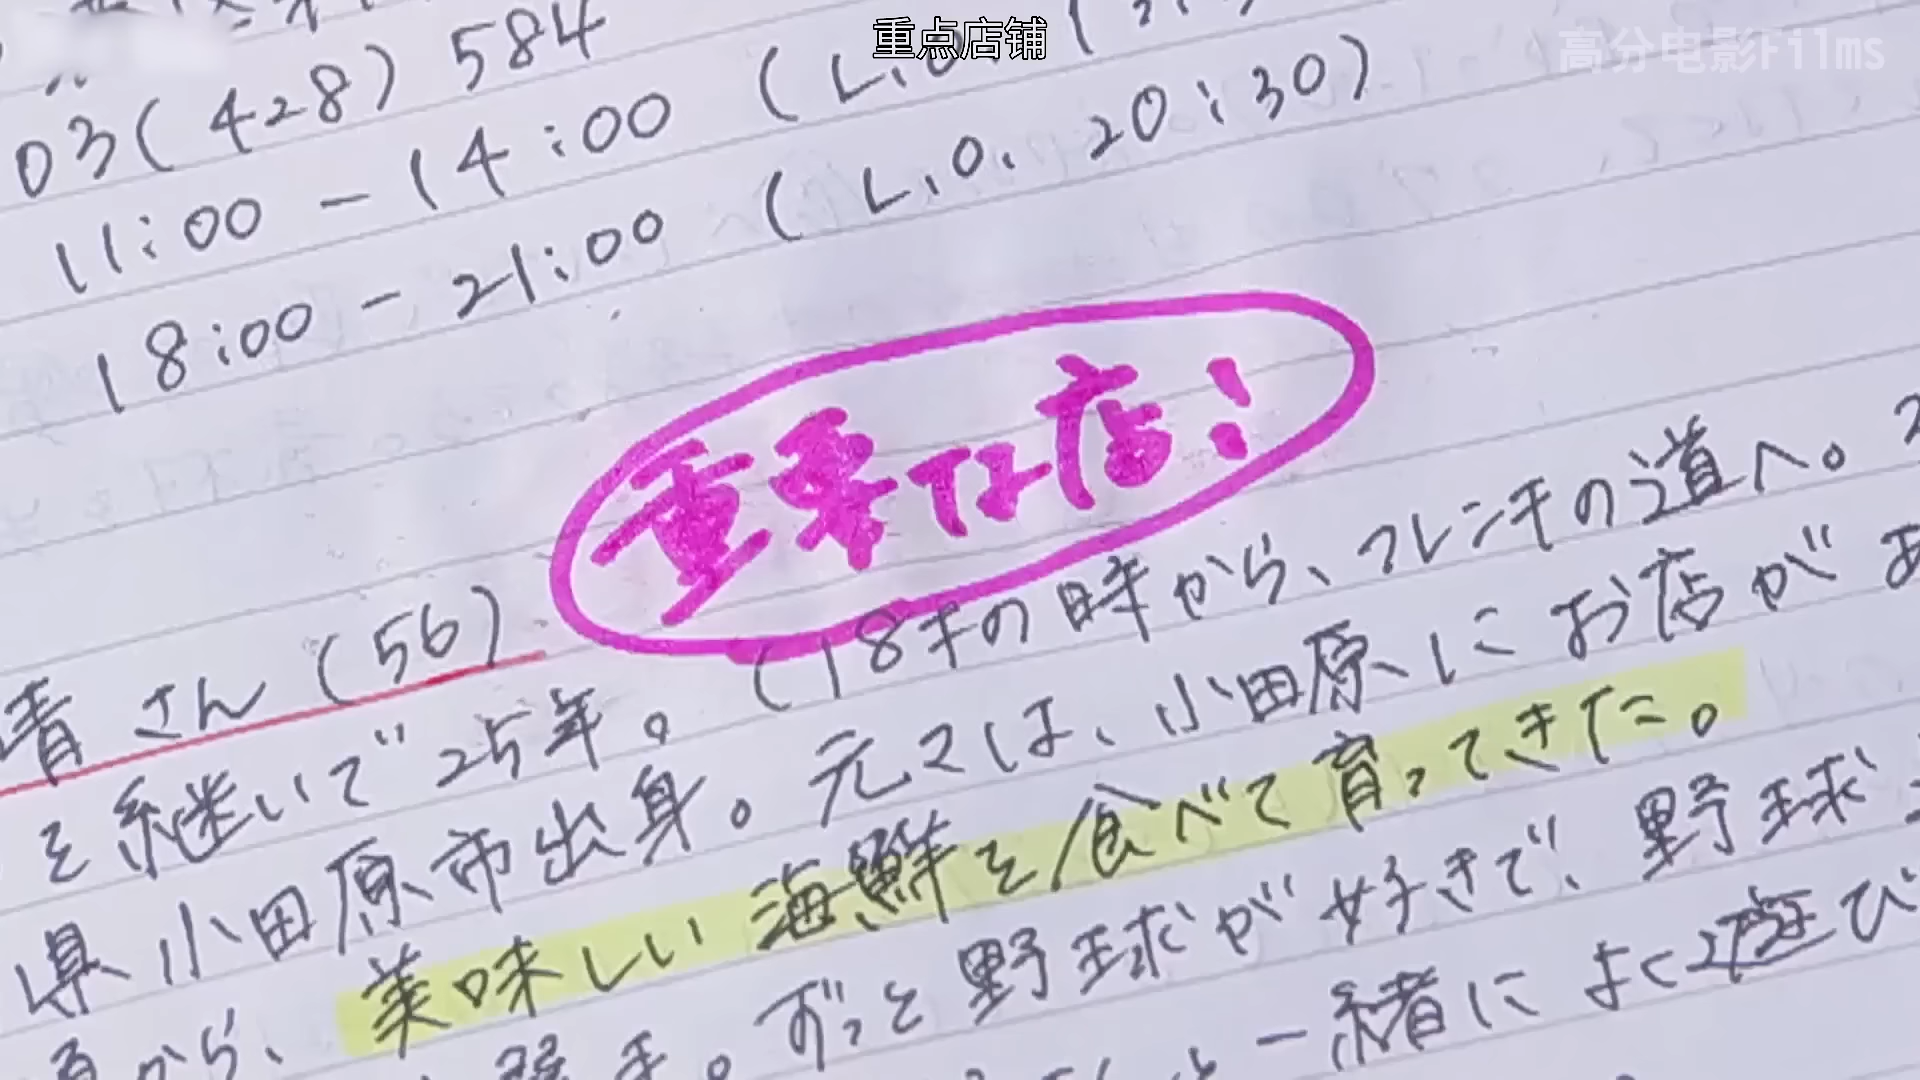 重点店铺
高分电影Films
03(428)584
11:00-14:00 (L.O.
18:00-21:00 (L.O. 20:30)
重要な店!
青さん(56)
(18才の時から、フレンチの道へ。
を継いで25年。
元々は、小田原にお店があ
県小田原市出身。
美味しい海鮮を食べて育ってきた。
頃から、
ずっと野球が好きで、野球
選手。
一緒によく遊び